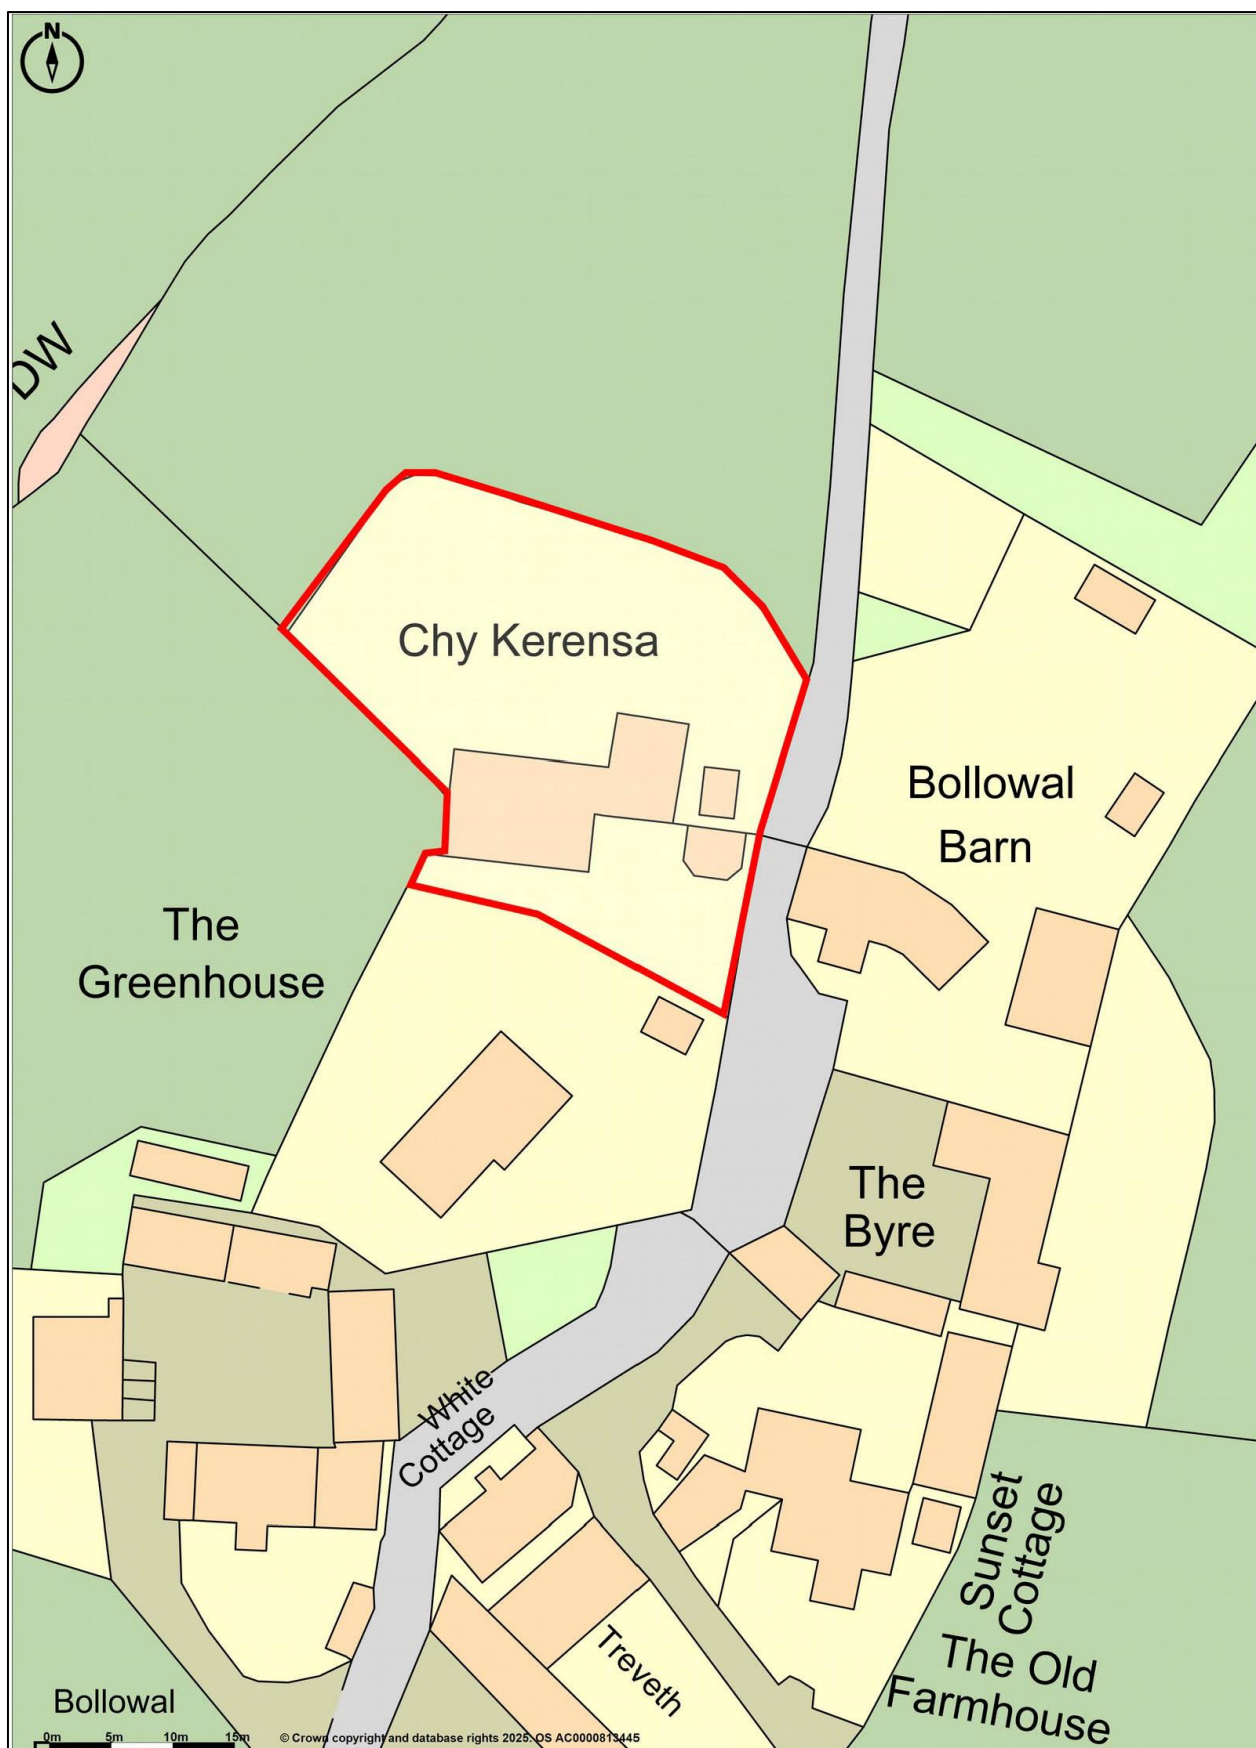 N
DW
Chy Kerensa
Bollowal
Barn
The
Greenhouse
The
Byre
White
Cottage
Sunset
Cottage
The Old
Farmhouse
Treveth
Bollowal
0m 5m 10m 15m
© Crown copyright and database rights 2025. OS AC0000813445